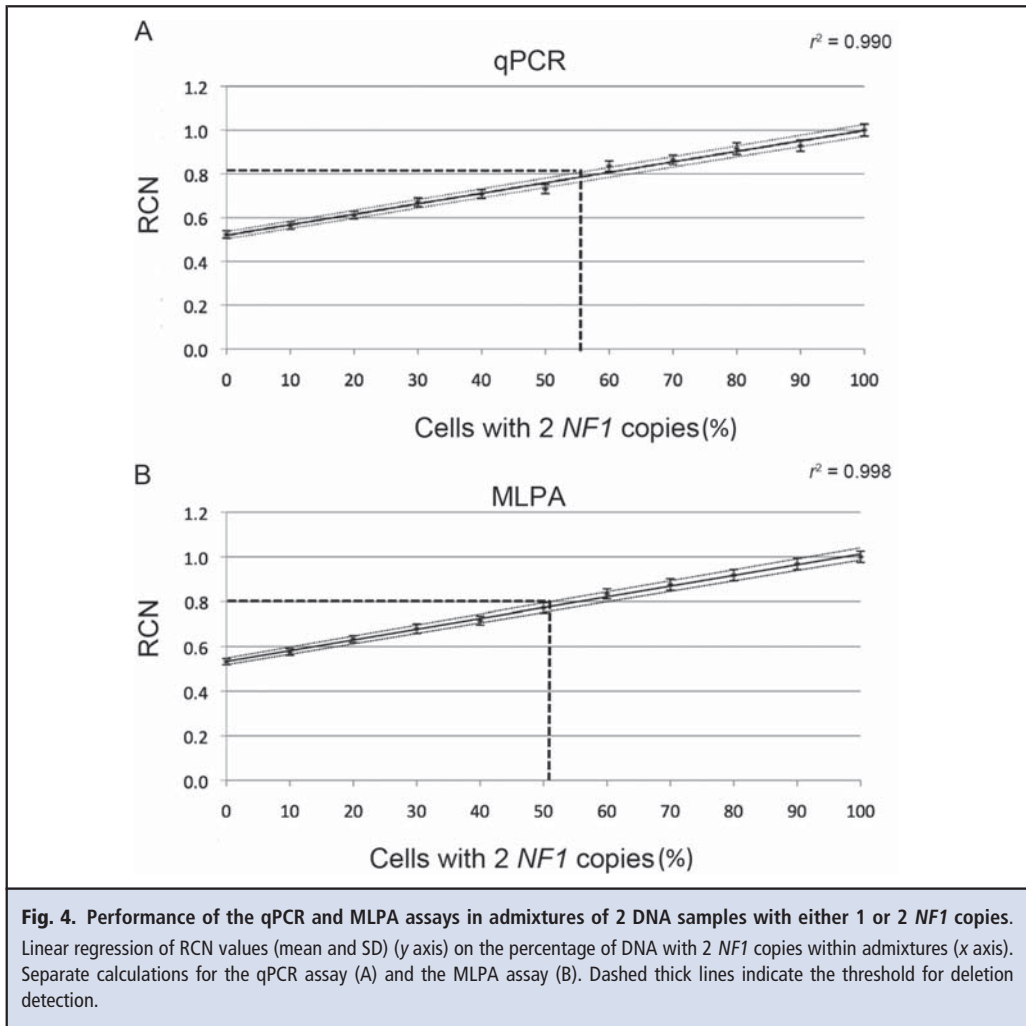 A
r² = 0.990
qPCR
1.2
1.0
0.8
0.6
0.4
0.2
0.0
RCN
0 10 20 30 40 50 60 70 80 90 100
Cells with 2 NF1 copies (%)
B
r² = 0.998
MLPA
1.2
1.0
0.8
0.6
0.4
0.2
0.0
RCN
0 10 20 30 40 50 60 70 80 90 100
Cells with 2 NF1 copies (%)
Fig. 4. Performance of the qPCR and MLPA assays in admixtures of 2 DNA samples with either 1 or 2 NF1 copies.
Linear regression of RCN values (mean and SD) (y axis) on the percentage of DNA with 2 NF1 copies within admixtures (x axis).
Separate calculations for the qPCR assay (A) and the MLPA assay (B). Dashed thick lines indicate the threshold for deletion
detection.